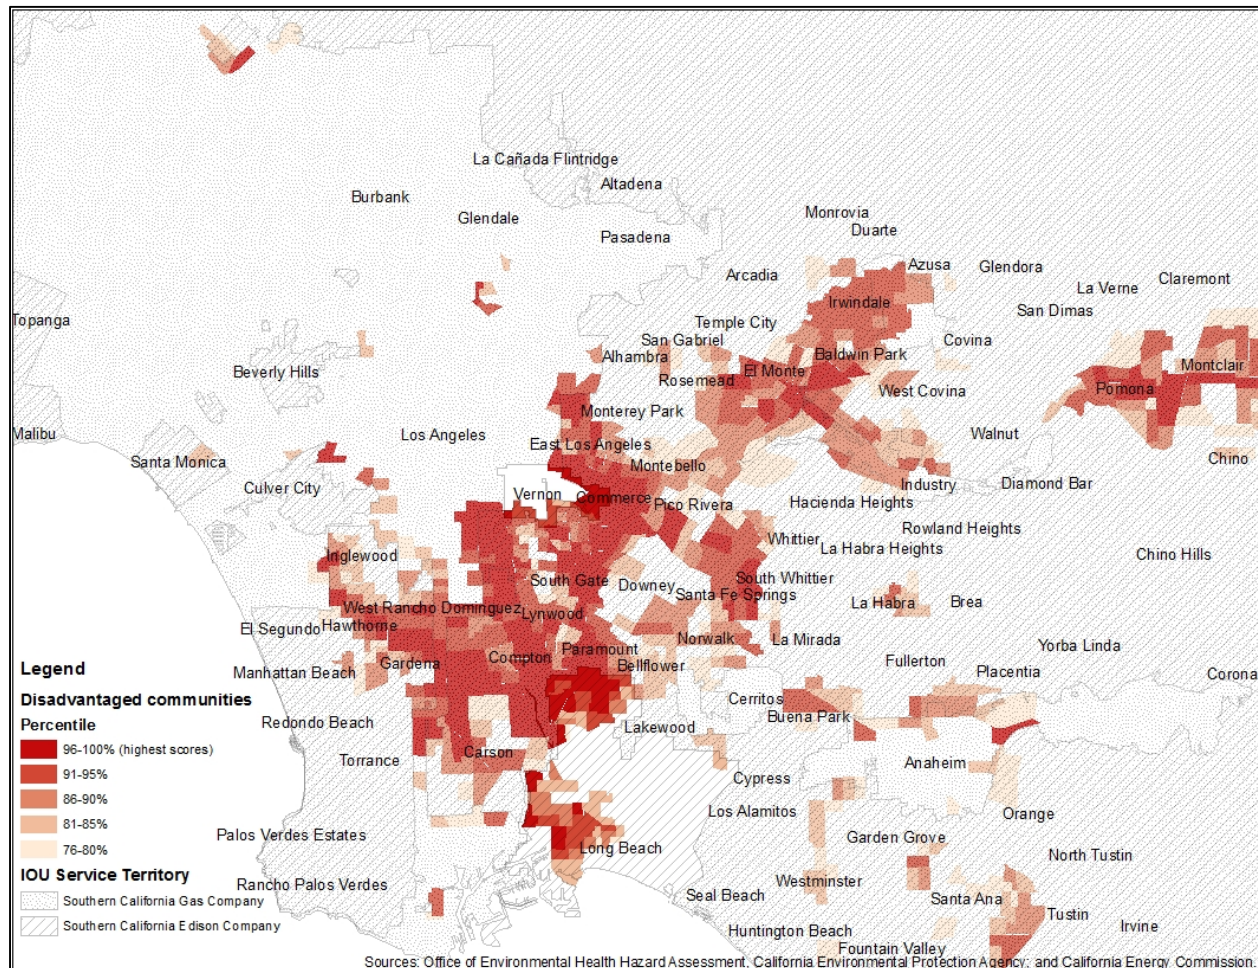 La Cañada Flintridge
Altadena
Burbank
Glendale
Pasadena
Monrovia
Duarte
Arcadia
Azusa
Glendora
Claremont
La Verne
San Dimas
Irwindale
Topanga
Temple City
San Gabriel
Alhambra
Baldwin Park
Covina
Beverly Hills
Rosemead
El Monte
West Covina
Montclair
Pomona
Monterey Park
Malibu
Los Angeles
East Los Angeles
Walnut
Santa Monica
Montebello
Chino
Culver City
Vernon
Commerce
Pico Rivera
Industry
Diamond Bar
Hacienda Heights
Rowland Heights
Whittier
La Habra Heights
Chino Hills
Inglewood
South Gate
Downey
South Whittier
Santa Fe Springs
West Rancho Dominguez
Lynwood
La Habra
Brea
El Segundo
Hawthorne
Norwalk
La Mirada
Yorba Linda
Gardena
Compton
Paramount
Bellflower
Fullerton
Placentia
Corona
Manhattan Beach
Cerritos
Buena Park
Redondo Beach
Lakewood
Torrance
Carson
Anaheim
Cypress
Los Alamitos
Orange
Palos Verdes Estates
Long Beach
Garden Grove
North Tustin
Rancho Palos Verdes
Westminster
Seal Beach
Santa Ana
Tustin
Irvine
Huntington Beach
Fountain Valley
Legend
Disadvantaged communities
Percentile
96-100% (highest scores)
91-95%
86-90%
81-85%
76-80%
IOU Service Territory
Southern California Gas Company
Southern California Edison Company
Sources: Office of Environmental Health Hazard Assessment, California Environmental Protection Agency; and California Energy Commission